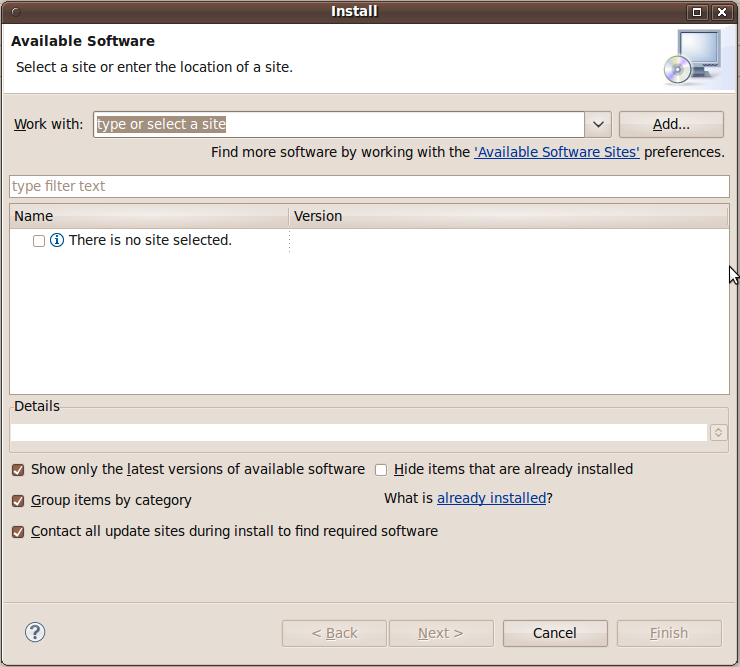 Install
Available Software
Select a site or enter the location of a site.
Work with: type or select a site Add...
Find more software by working with the 'Available Software Sites' preferences.
type filter text
Name Version
There is no site selected.
Details
Show only the latest versions of available software Hide items that are already installed
Group items by category What is already installed?
Contact all update sites during install to find required software
? < Back Next > Cancel Finish